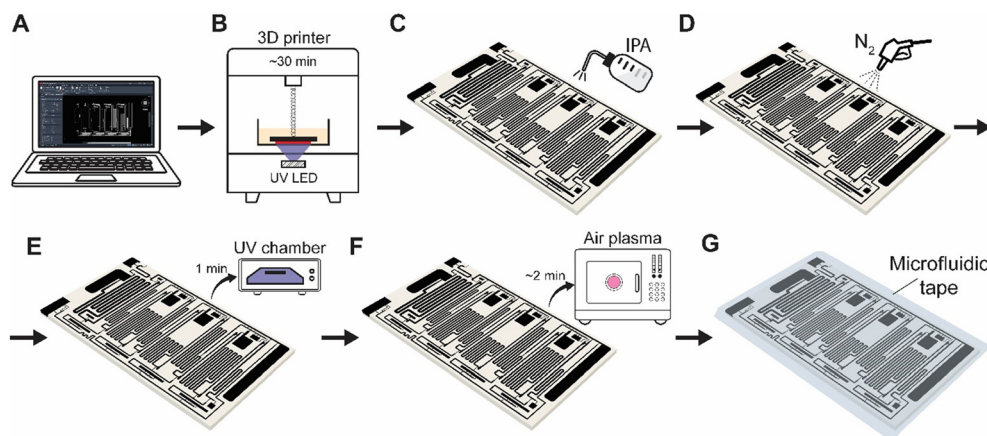 A
B
3D printer
~30 min
UV LED
C
IPA
D
N₂
E
UV chamber
1 min
F
Air plasma
~2 min
G
Microfluidic
tape